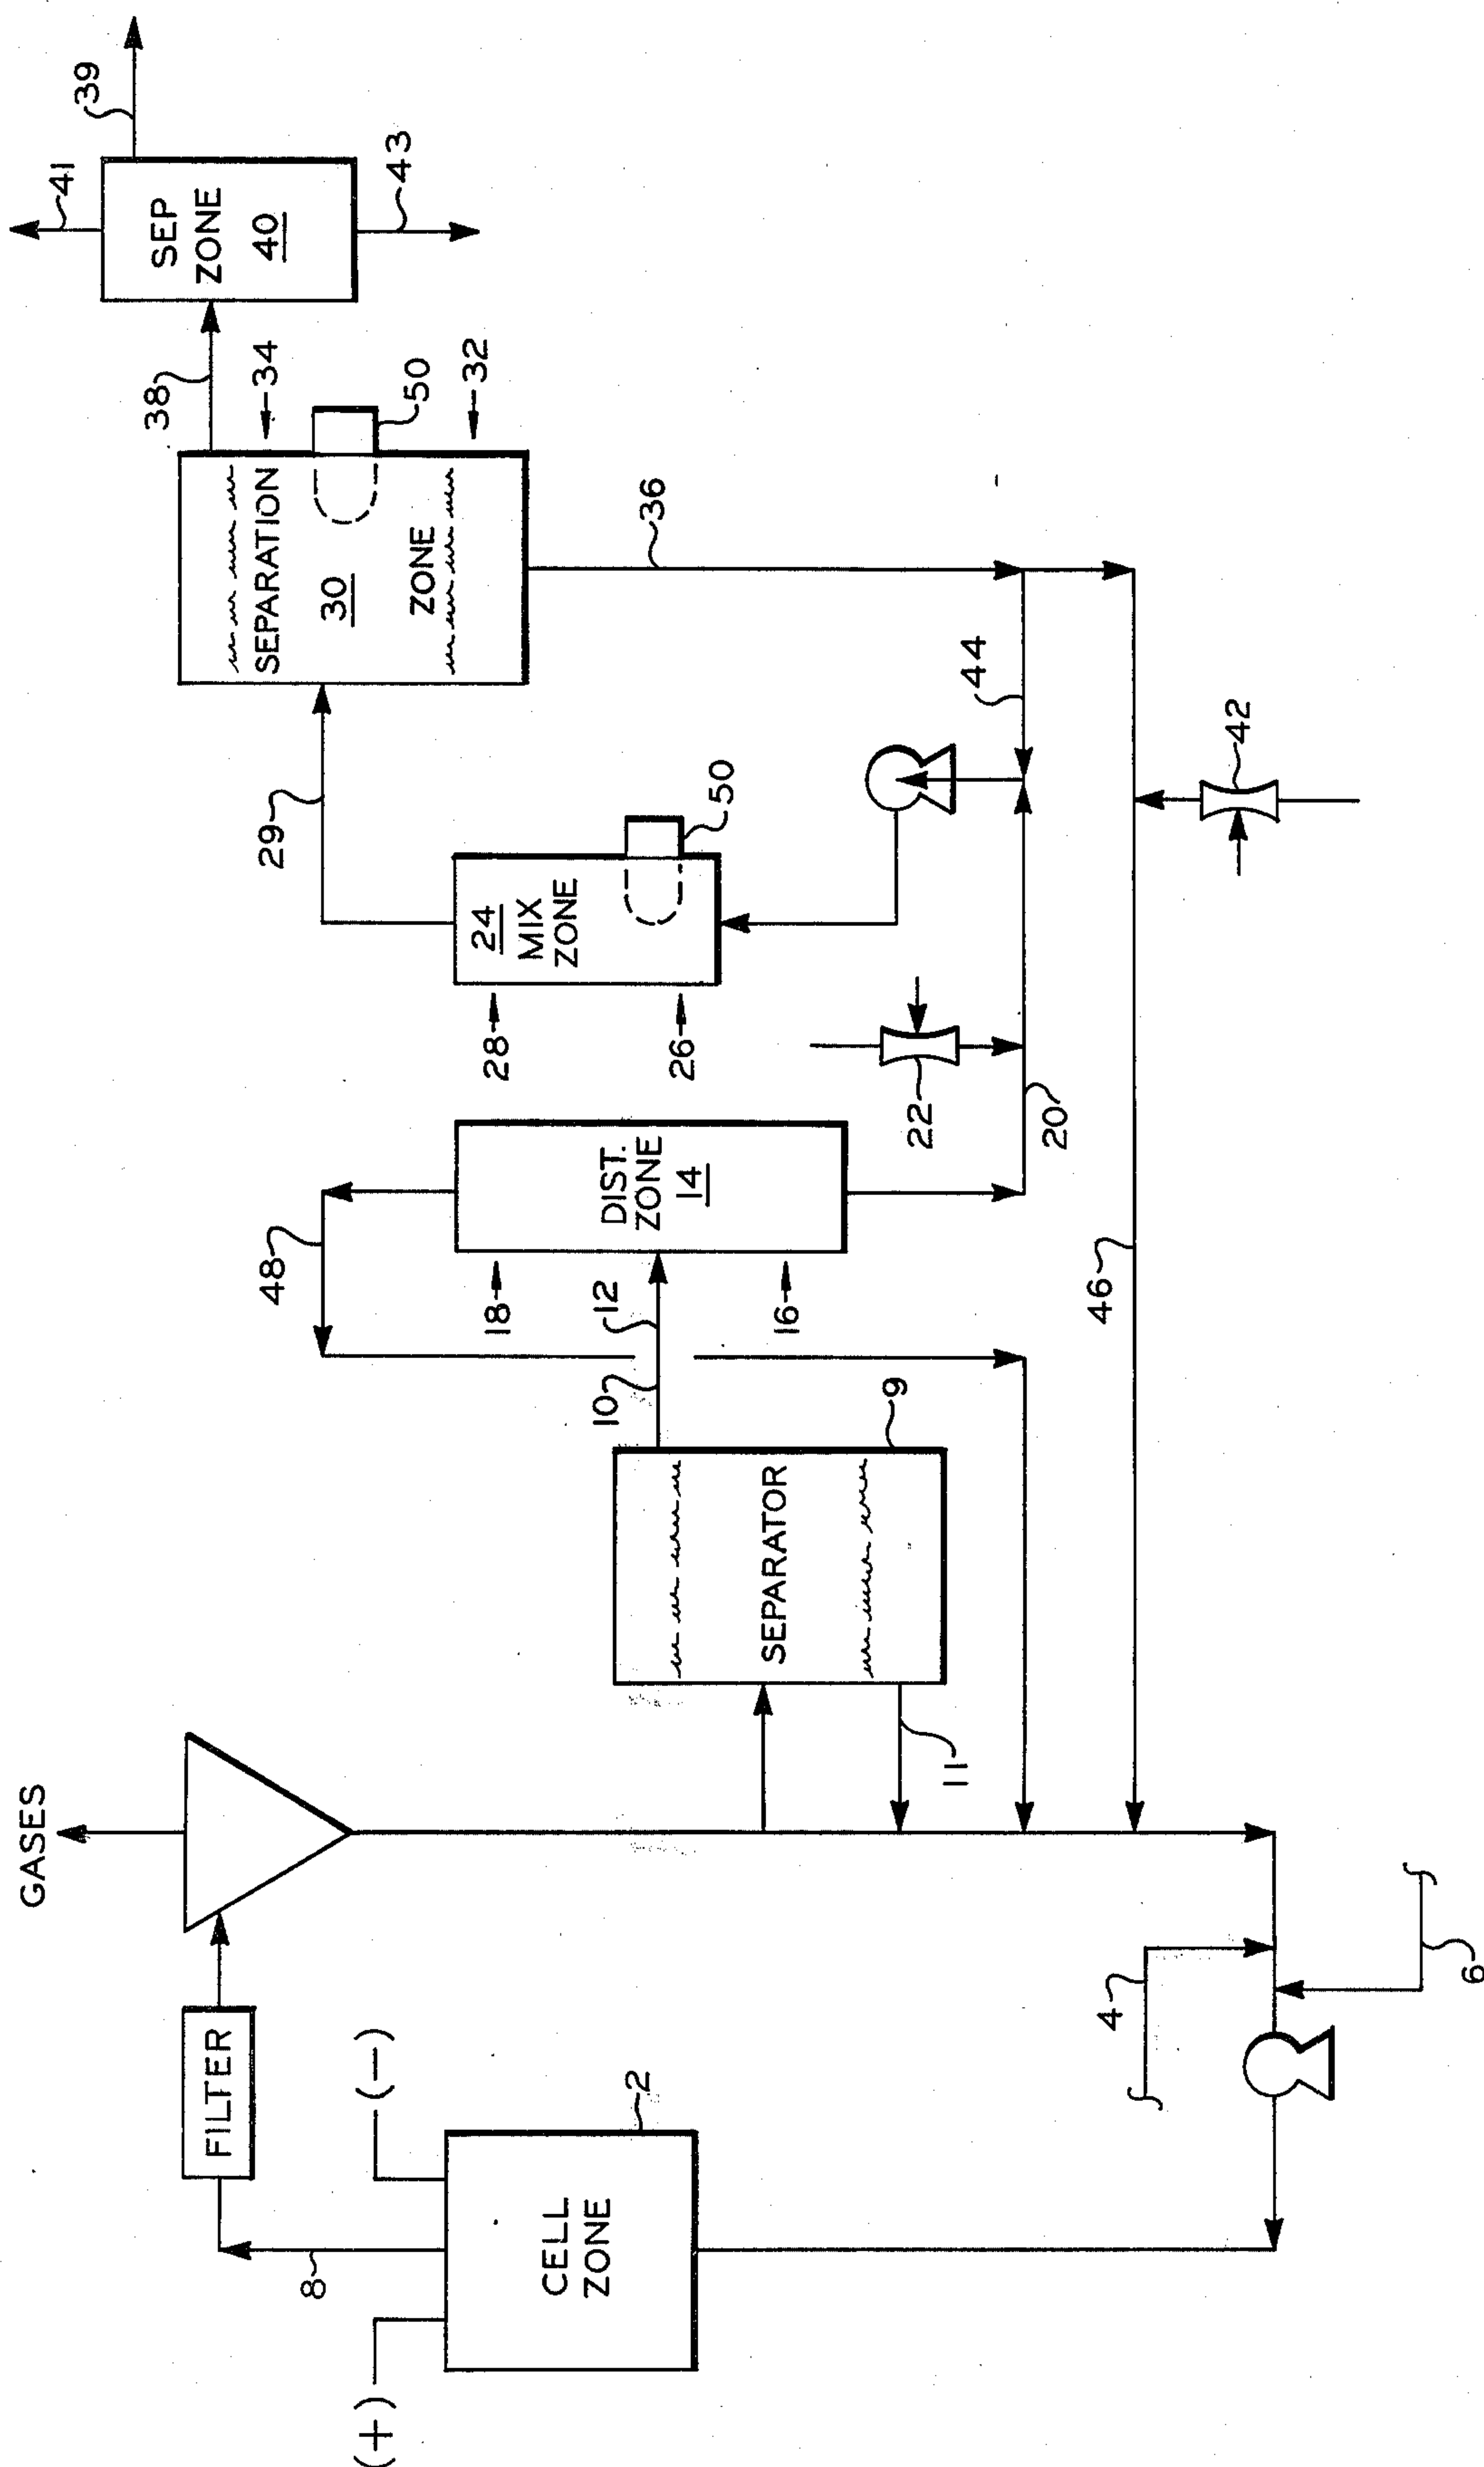 GASES
FILTER
8
(+)
(−)
CELL
ZONE
2
4
6
SEPARATOR
9
11
10
12
48
DIST.
ZONE
14
18
16
20
22
46
24
MIX
ZONE
28
26
50
29
SEPARATION
30
ZONE
34
32
50
36
44
42
38
SEP
ZONE
40
41
39
43